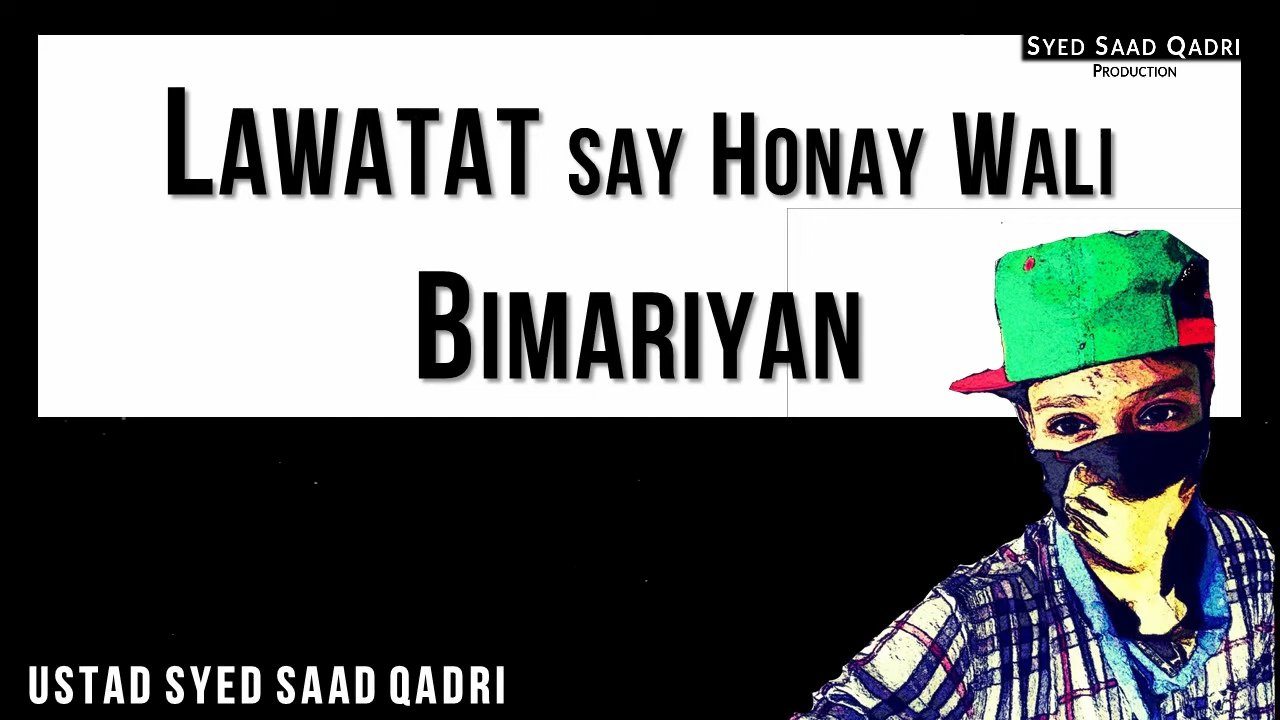 Syed Saad Qadri
Production
Lawatat say Honay Wali
Bimariyan
USTAD SYED SAAD QADRI